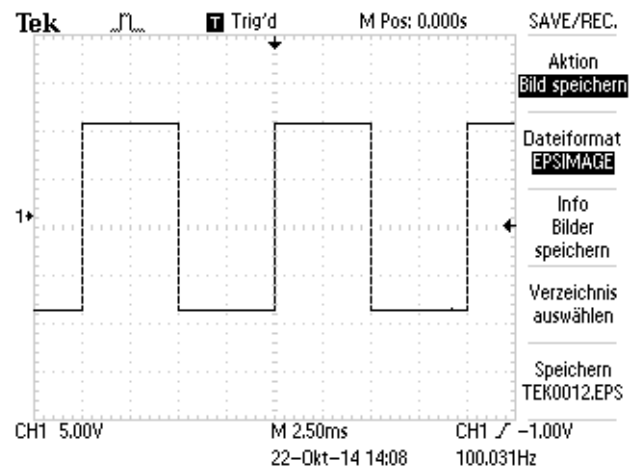 Tek T Trig'd M Pos: 0.000s SAVE/REC.
Aktion
Bild speichern
Dateiformat
EPSIMAGE
Info
Bilder
speichern
1
Verzeichnis
auswählen
Speichern
TEK0012.EPS
CH1 5.00V M 2.50ms CH1 -1.00V
22-Okt-14 14:08 100.031Hz